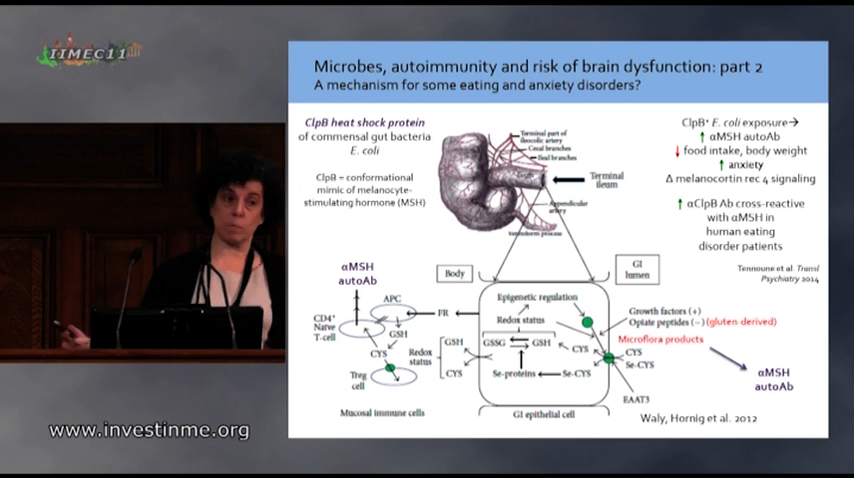 IIMEC11
Microbes, autoimmunity and risk of brain dysfunction: part 2
A mechanism for some eating and anxiety disorders?
ClpB heat shock protein
of commensal gut bacteria
E. coli
ClpB = conformational
mimic of melanocyte-
stimulating hormone (MSH)
Terminal part of
ileocolic artery
Cecal branches
Ileal branches
Terminal
ileum
Appendicular
artery
Vermiform process
ClpB⁺ E. coli exposure→
↑ αMSH autoAb
↓ food intake, body weight
↑ anxiety
Δ melanocortin rec 4 signaling
↑ αClpB Ab cross-reactive
with αMSH in
human eating
disorder patients
Tennoune et al. Transl
Psychiatry 2014
αMSH
autoAb
Body
GI
lumen
APC
FR
CD4⁺
Naive
T-cell
GSH
CYS
Treg
cell
Redox
status
GSH
CYS
Epigenetic regulation
Redox status
GSSG
GSH
CYS
Se-proteins
Se-CYS
Growth factors (+)
Opiate peptides (−) (gluten-derived)
Microflora products
CYS
Se-CYS
EAAT3
αMSH
autoAb
Mucosal immune cells
GI epithelial cell
Waly, Hornig et al. 2012
www.investinme.org